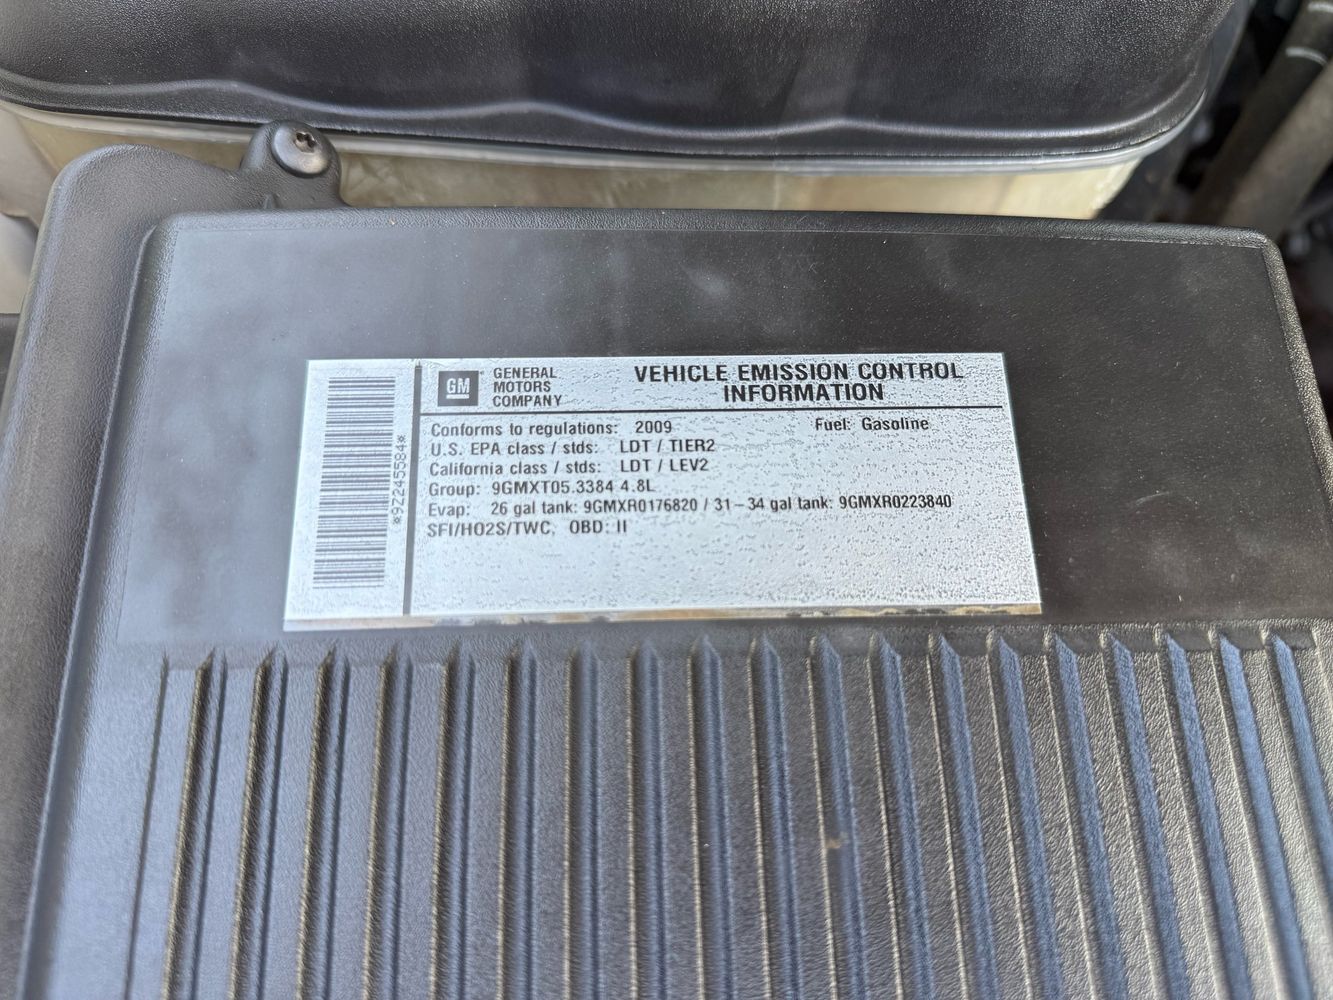 *9Z245584*
GM
GENERAL
MOTORS
COMPANY
VEHICLE EMISSION CONTROL
INFORMATION
Conforms to regulations: 2009 Fuel: Gasoline
U.S. EPA class / stds: LDT / TIER2
California class / stds: LDT / LEV2
Group: 9GMXT05.3384 4.8L
Evap: 26 gal tank: 9GMXR0176820 / 31-34 gal tank: 9GMXR0223840
SFI/HO2S/TWC, OBD: II